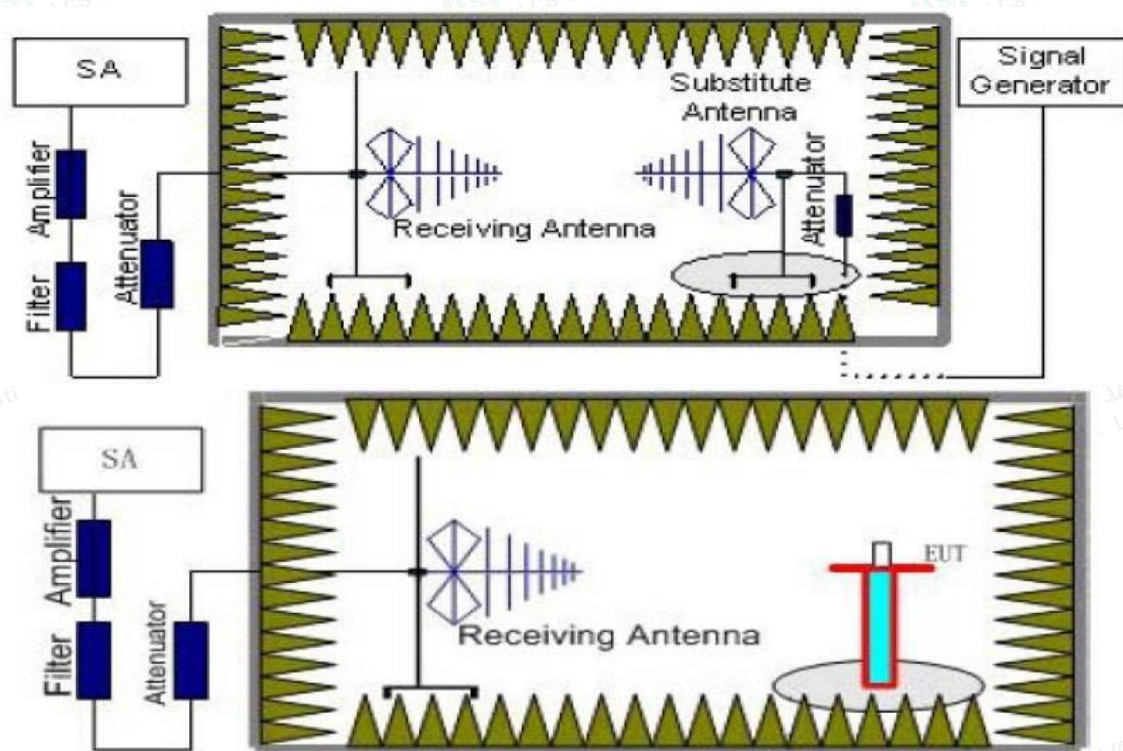 SA
Signal
Generator
Substitute
Antenna
Amplifier
Attenuator
Receiving Antenna
Attenuator
Filter
SA
Amplifier
EUT
Receiving Antenna
Filter
Attenuator